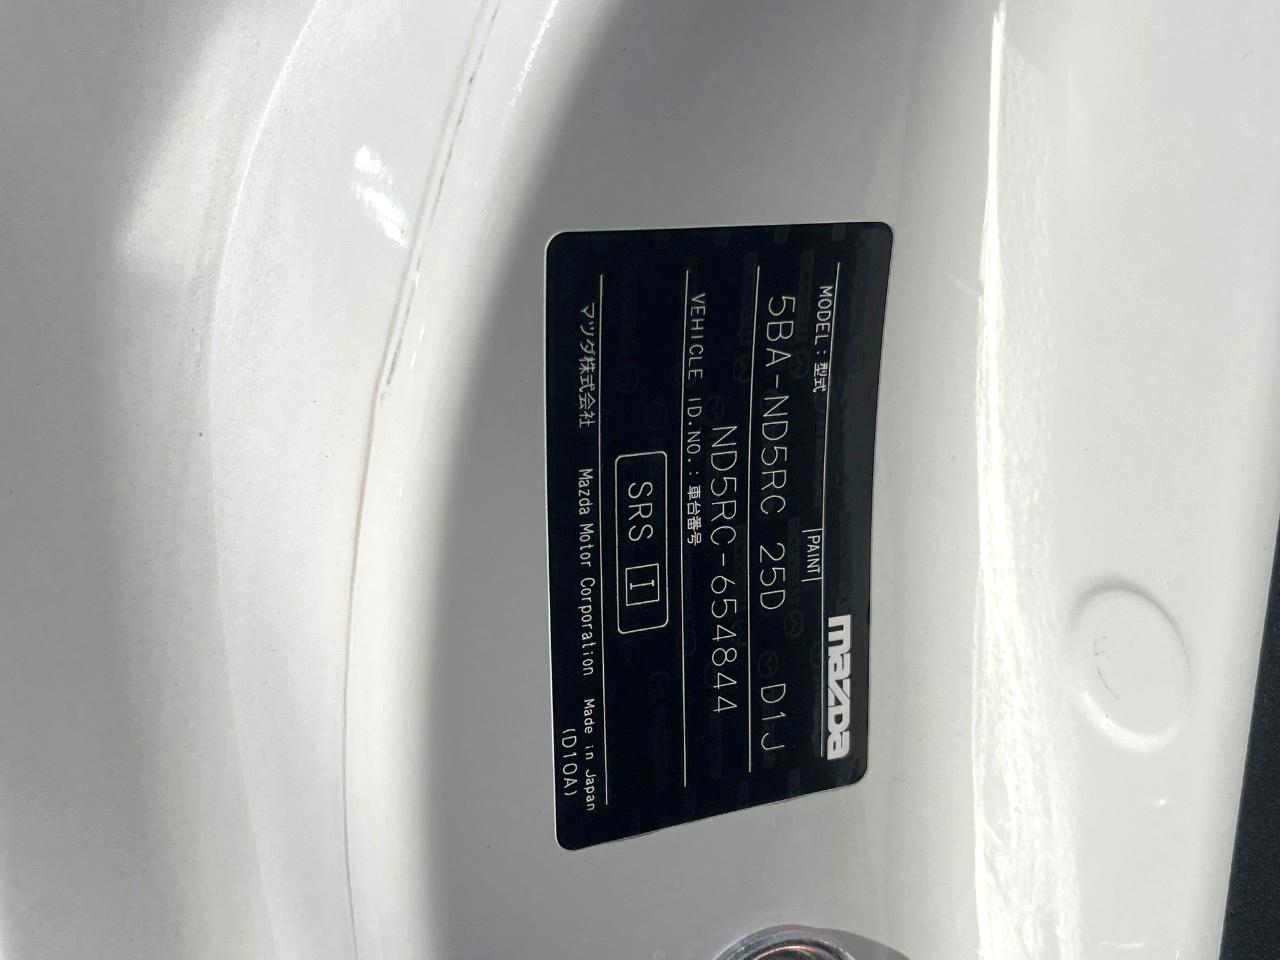 mazda
MODEL:型式 PAINT
5BA-ND5RC 25D D1J
VEHICLE ID.NO.:車台番号
ND5RC-654844
SRS I
マツダ株式会社 Mazda Motor Corporation Made in Japan
(D10A)